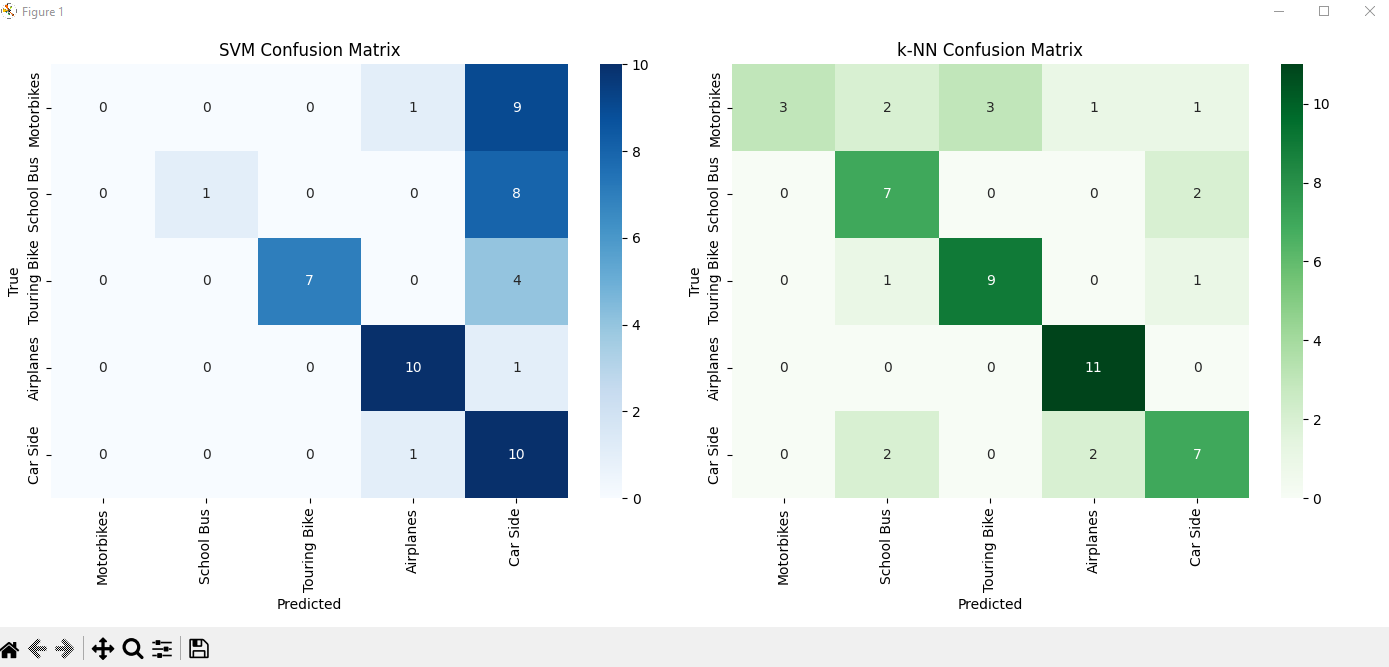 Figure 1
SVM Confusion Matrix
True
Motorbikes
School Bus
Touring Bike
Airplanes
Car Side
0 0 0 1 9
0 1 0 0 8
0 0 7 0 4
0 0 0 10 1
0 0 0 1 10
Motorbikes
School Bus
Touring Bike
Airplanes
Car Side
Predicted
10
8
6
4
2
0
k-NN Confusion Matrix
True
Motorbikes
School Bus
Touring Bike
Airplanes
Car Side
3 2 3 1 1
0 7 0 0 2
0 1 9 0 1
0 0 0 11 0
0 2 0 2 7
Motorbikes
School Bus
Touring Bike
Airplanes
Car Side
Predicted
10
8
6
4
2
0